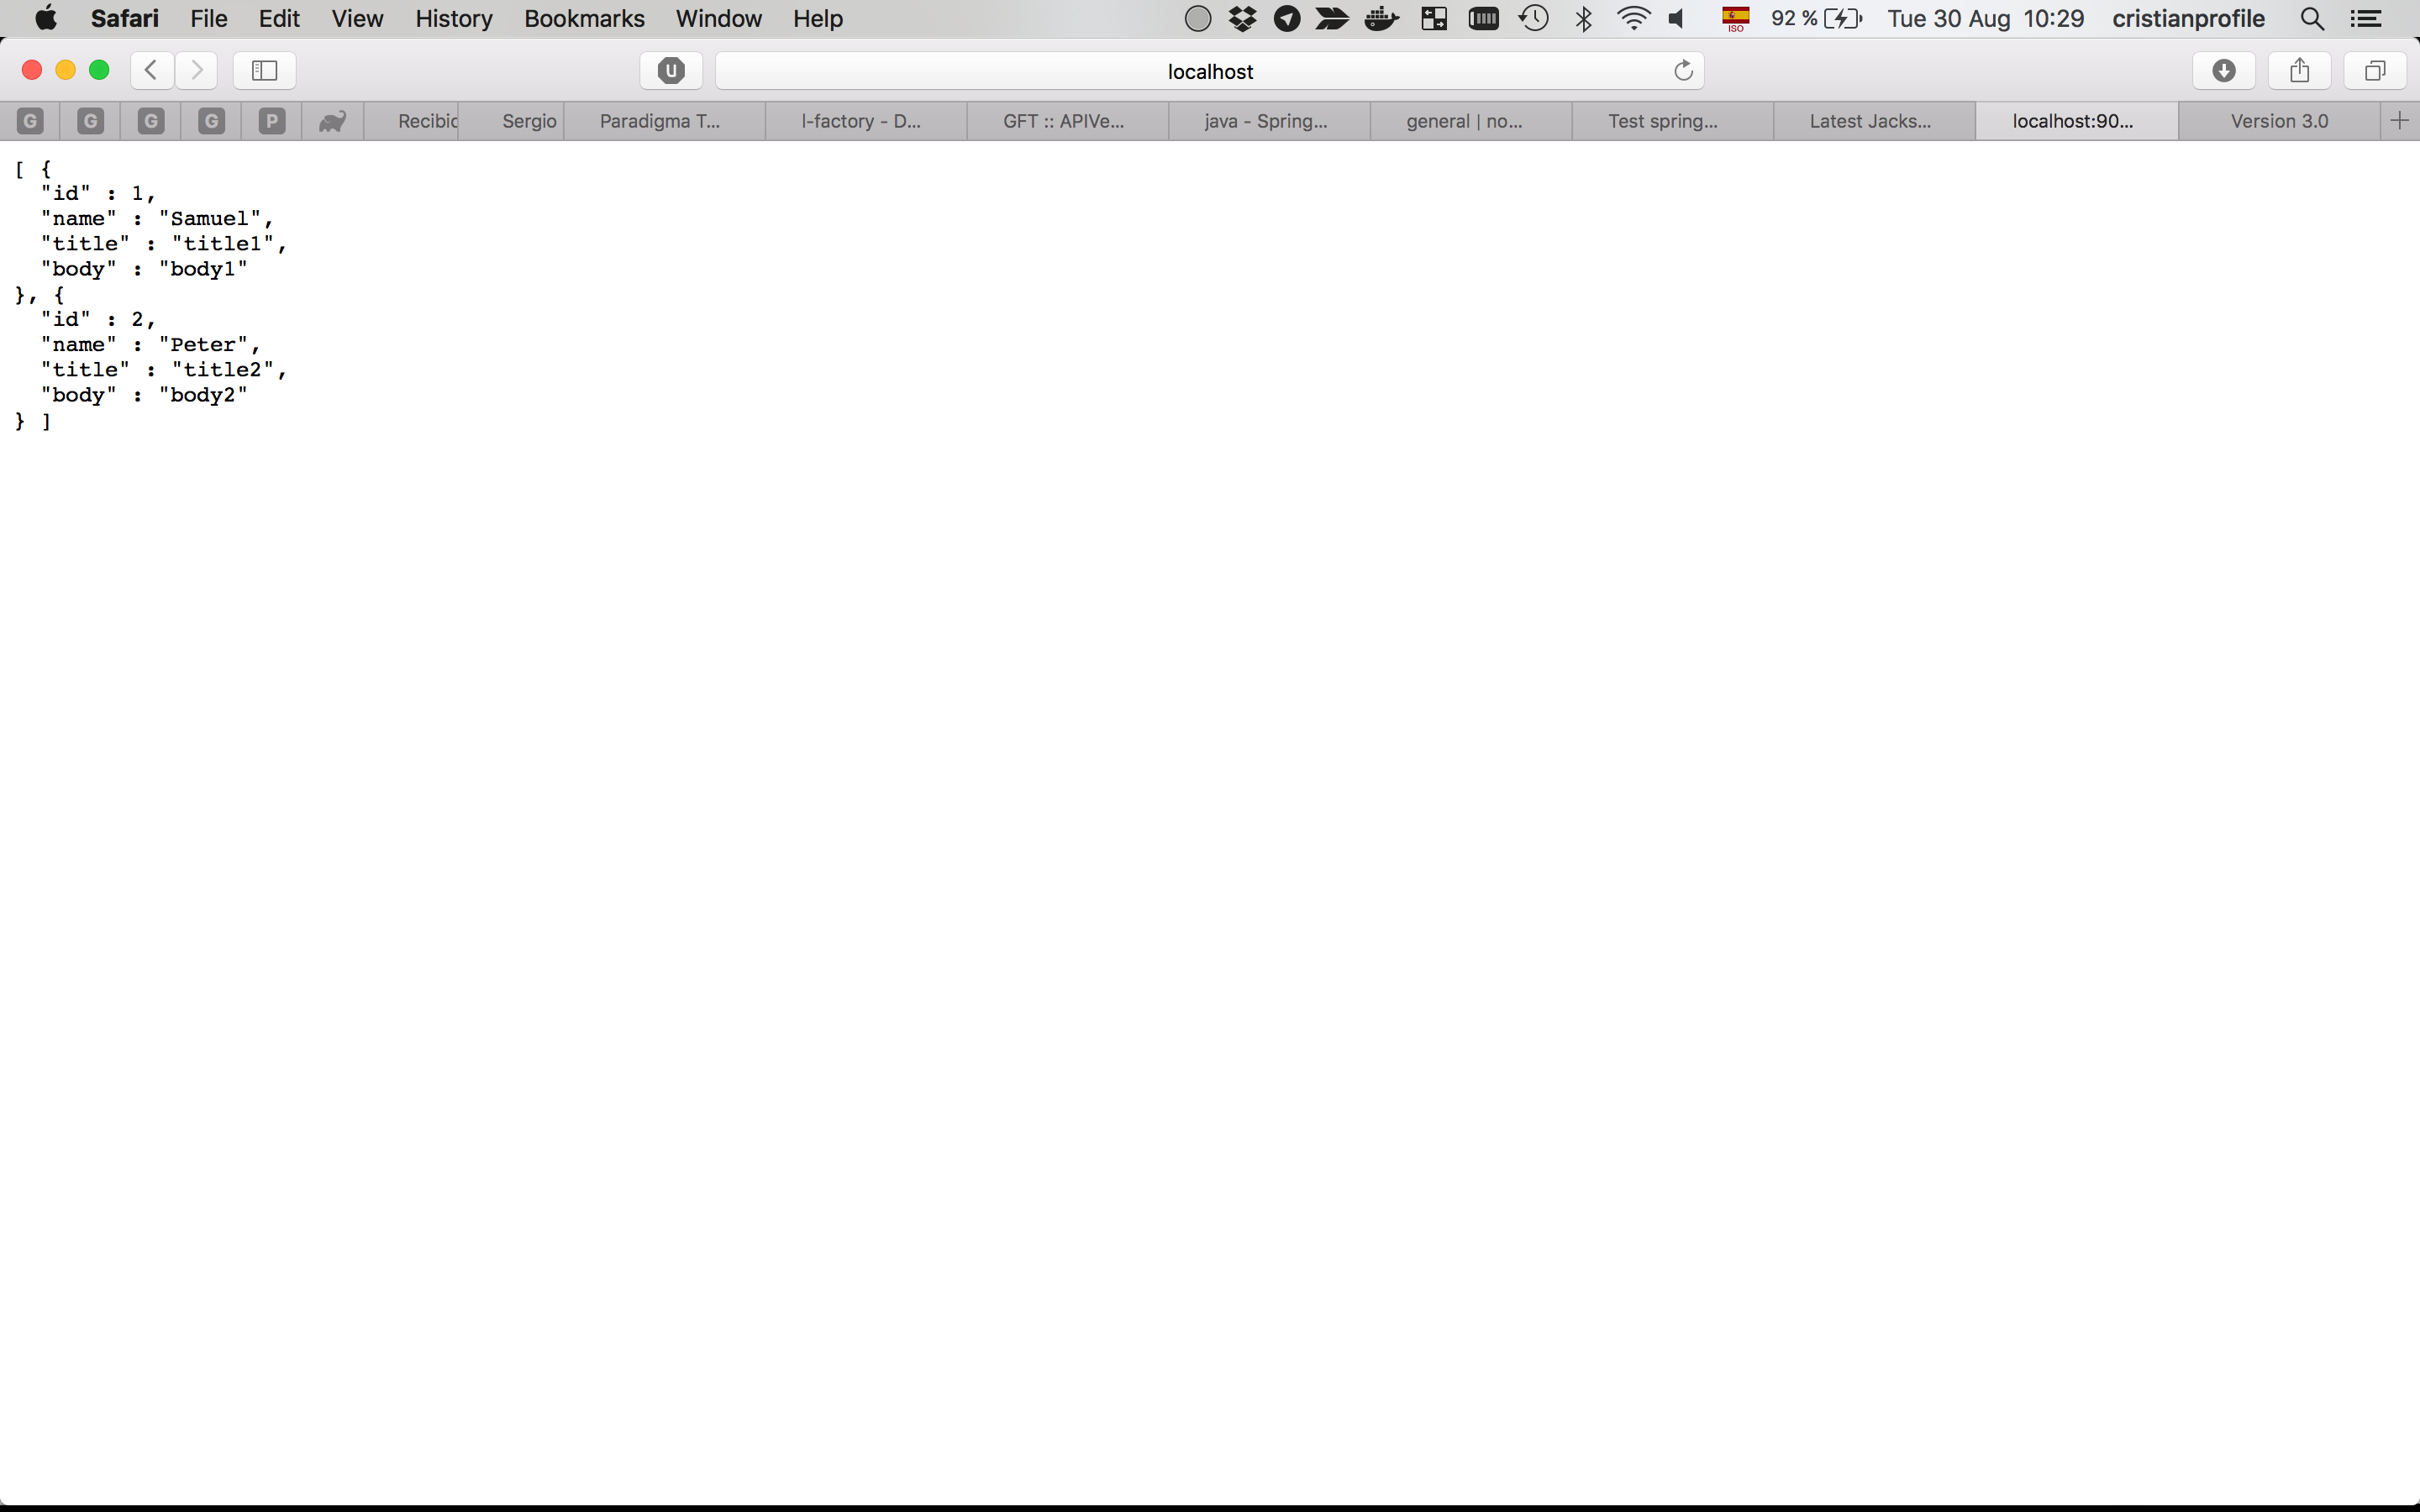 Safari File Edit View History Bookmarks Window Help ISO 92 % Tue 30 Aug 10:29 cristianprofile
U localhost
G G G G P Recibic Sergio Paradigma T... I-factory - D... GFT :: APIVe... java - Spring... general | no... Test spring... Latest Jacks... localhost:90... Version 3.0
[ {
"id" : 1,
"name" : "Samuel",
"title" : "title1",
"body" : "body1"
}, {
"id" : 2,
"name" : "Peter",
"title" : "title2",
"body" : "body2"
} ]